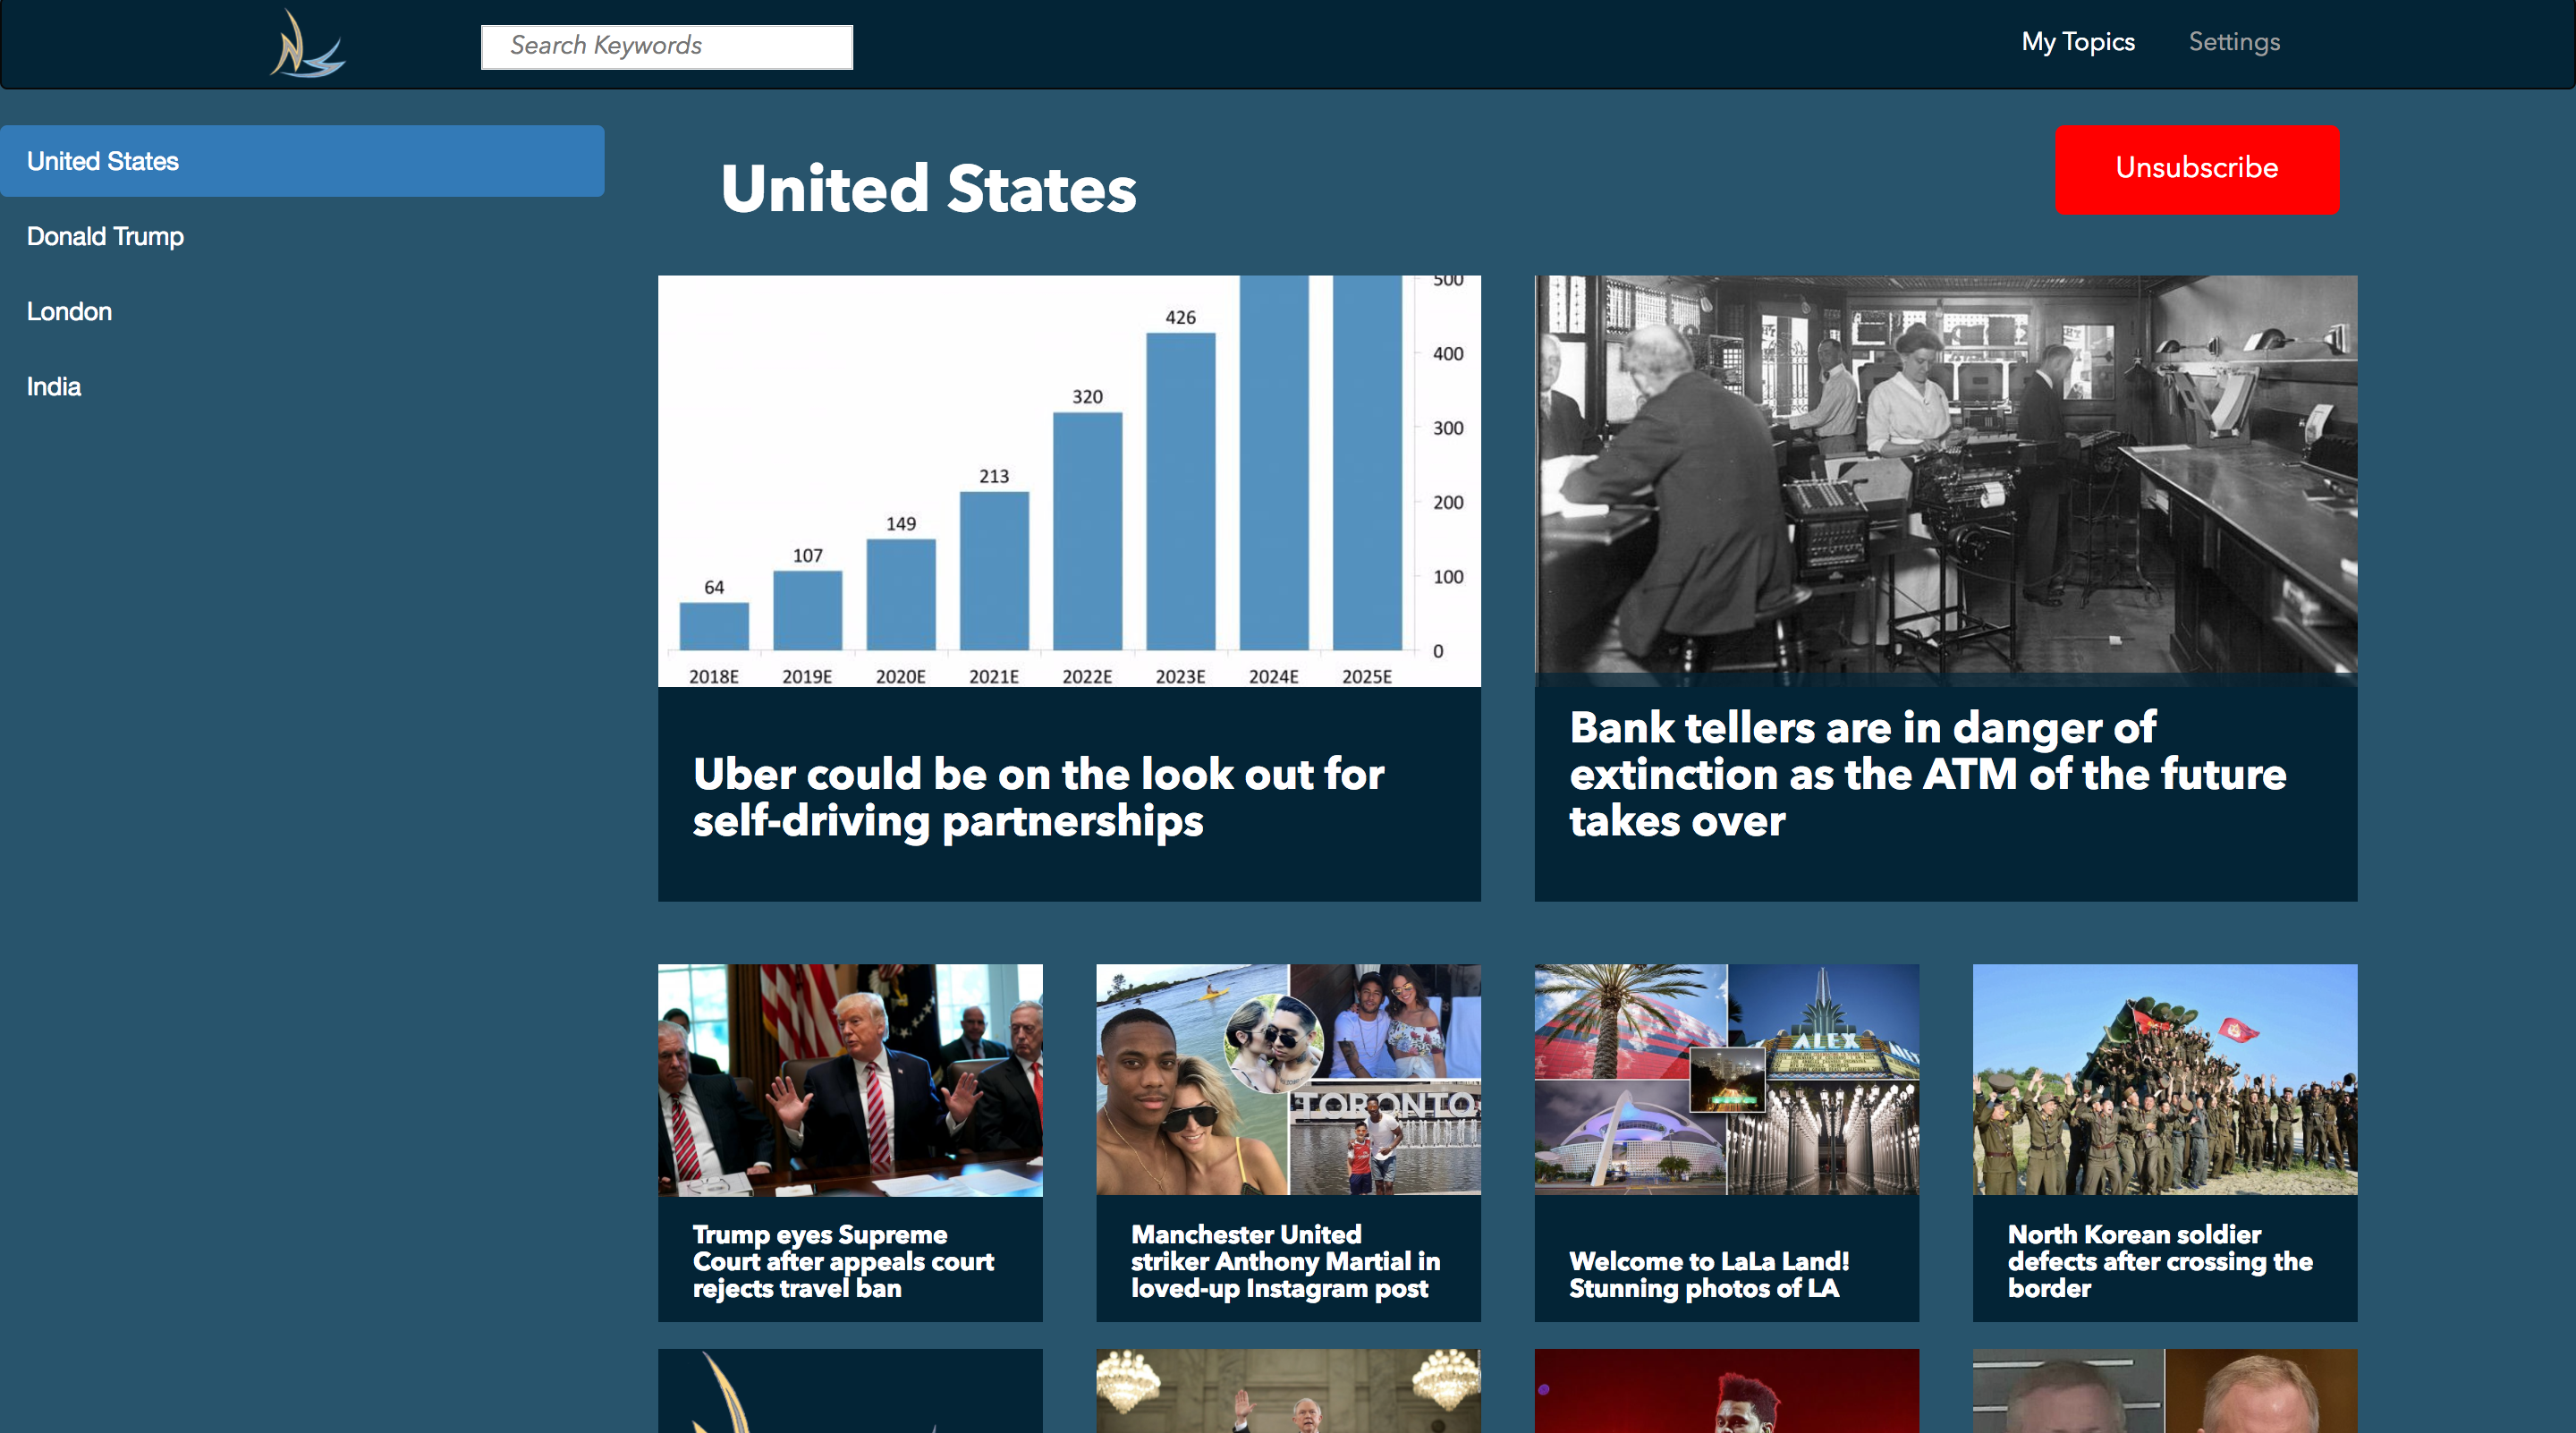 Search Keywords
My Topics
Settings
United States
Donald Trump
London
India
United States
Unsubscribe
500
426
400
320
300
213
200
149
107
100
64
0
2018E 2019E 2020E 2021E 2022E 2023E 2024E 2025E
Uber could be on the look out for
self-driving partnerships
Bank tellers are in danger of
extinction as the ATM of the future
takes over
TORONTO
ALEX
Trump eyes Supreme
Court after appeals court
rejects travel ban
Manchester United
striker Anthony Martial in
loved-up Instagram post
Welcome to LaLa Land!
Stunning photos of LA
North Korean soldier
defects after crossing the
border